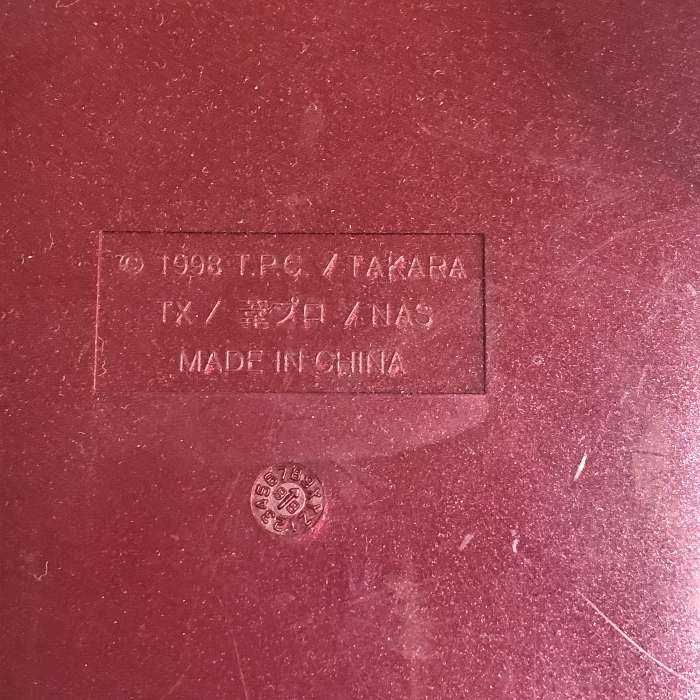 © 1998 T.P.C. / TAKARA
TX / 葦プロ / NAS
MADE IN CHINA